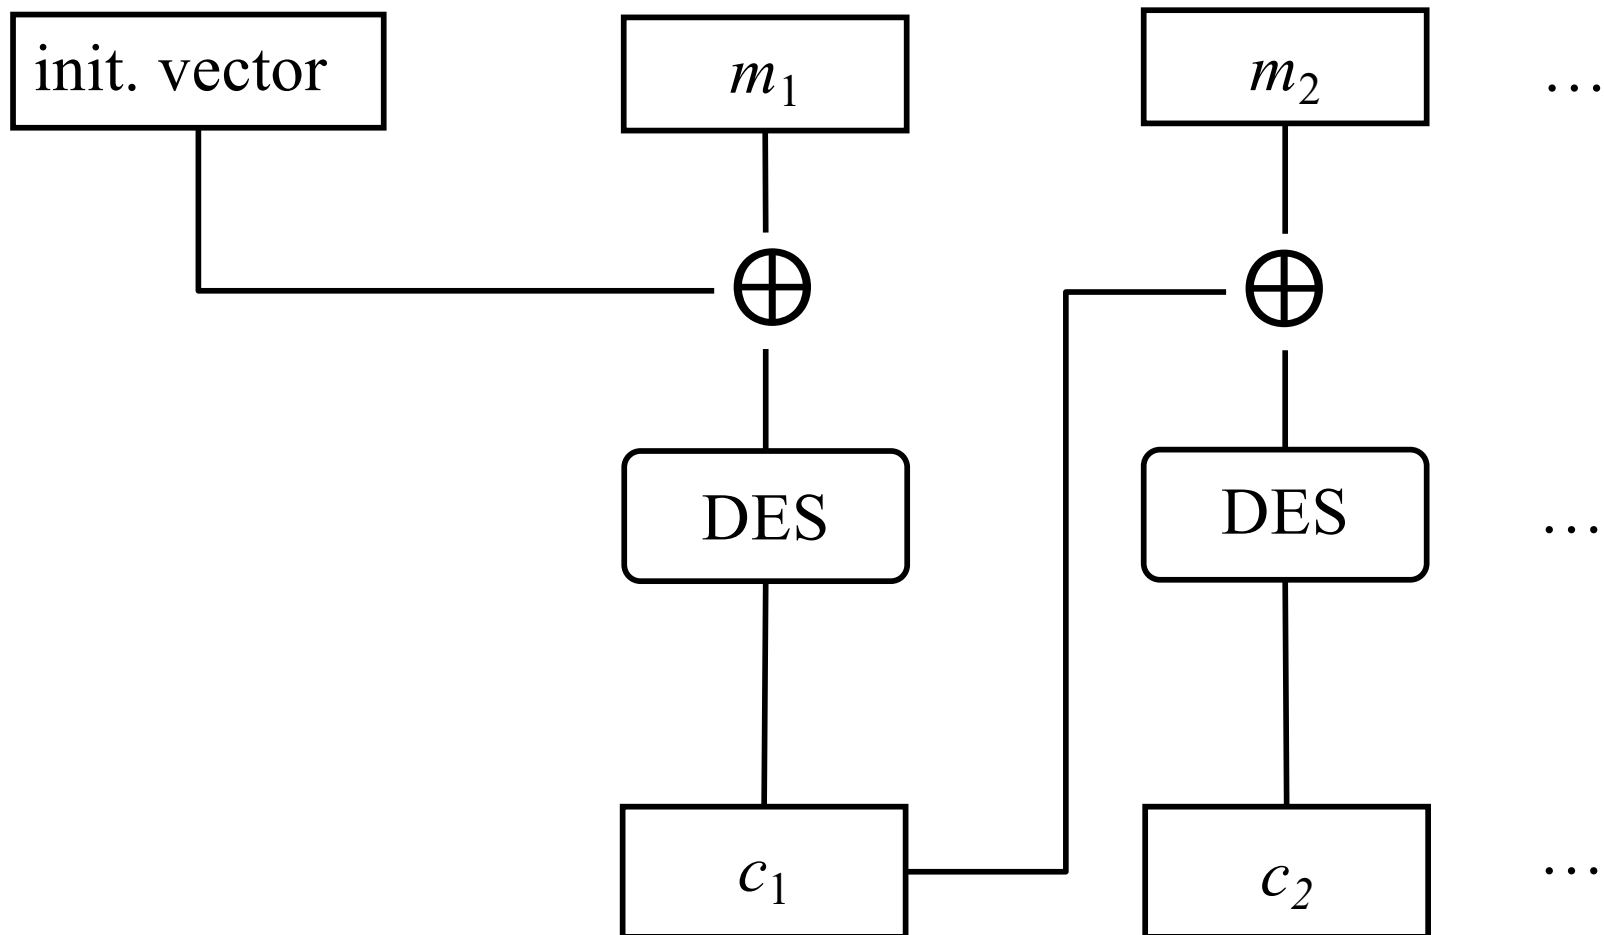 init. vector
m₁
m₂
…
DES
DES
…
c₁
c₂
…